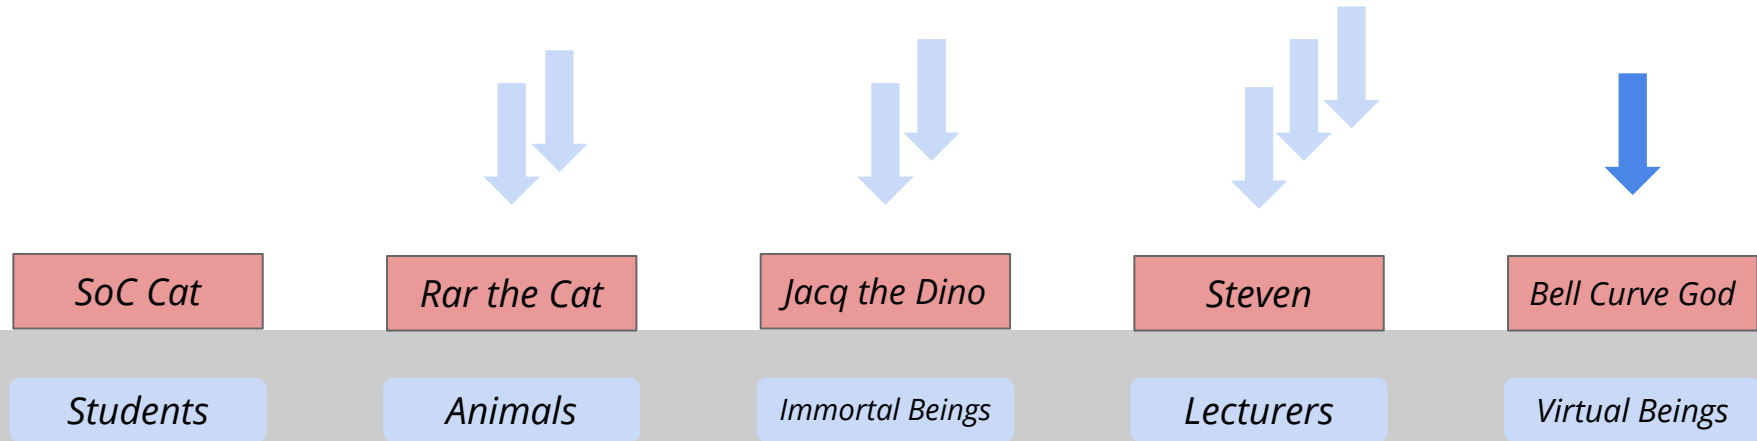 SoC Cat
Rar the Cat
Jacq the Dino
Steven
Bell Curve God
Students
Animals
Immortal Beings
Lecturers
Virtual Beings